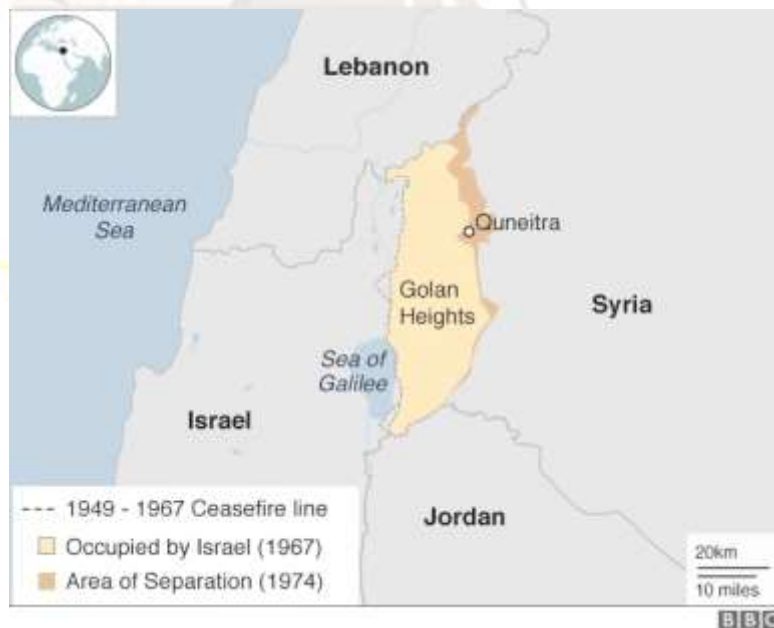 Lebanon
Mediterranean
Sea
Quneitra
Golan
Heights
Syria
Sea of
Galilee
Israel
Jordan
1949 - 1967 Ceasefire line
Occupied by Israel (1967)
Area of Separation (1974)
20km
10 miles
BBC